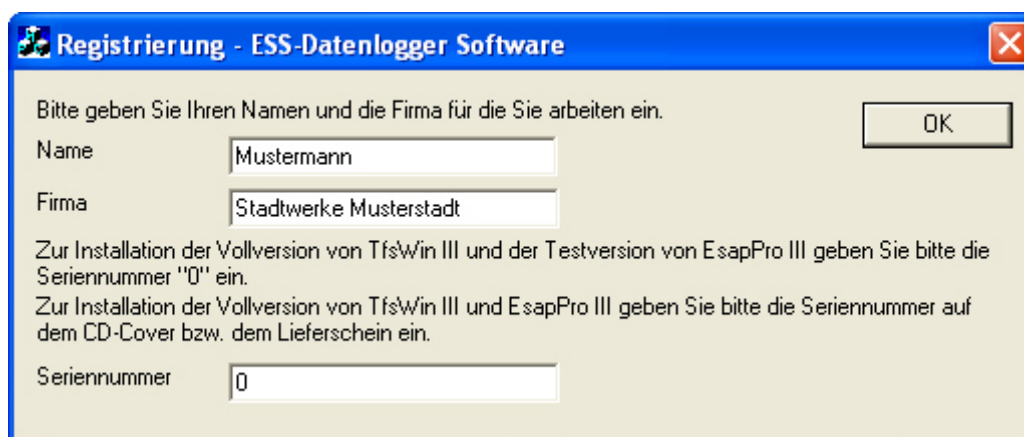 Registrierung - ESS-Datenlogger Software
Bitte geben Sie Ihren Namen und die Firma für die Sie arbeiten ein.
OK
Name
Mustermann
Firma
Stadtwerke Musterstadt
Zur Installation der Vollversion von TfsWin III und der Testversion von EsapPro III geben Sie bitte die
Seriennummer "0" ein.
Zur Installation der Vollversion von TfsWin III und EsapPro III geben Sie bitte die Seriennummer auf
dem CD-Cover bzw. dem Lieferschein ein.
Seriennummer
0